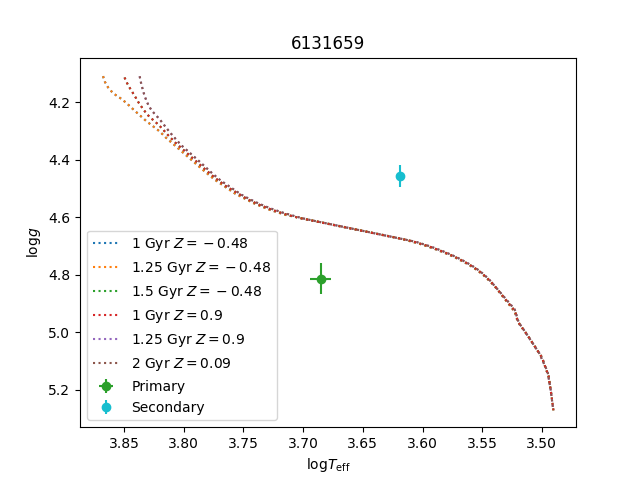 6131659
4.2
4.4
4.6
4.8
5.0
5.2
log g
1 Gyr Z = −0.48
1.25 Gyr Z = −0.48
1.5 Gyr Z = −0.48
1 Gyr Z = 0.9
1.25 Gyr Z = 0.9
2 Gyr Z = 0.09
Primary
Secondary
3.85 3.80 3.75 3.70 3.65 3.60 3.55 3.50
log Teff